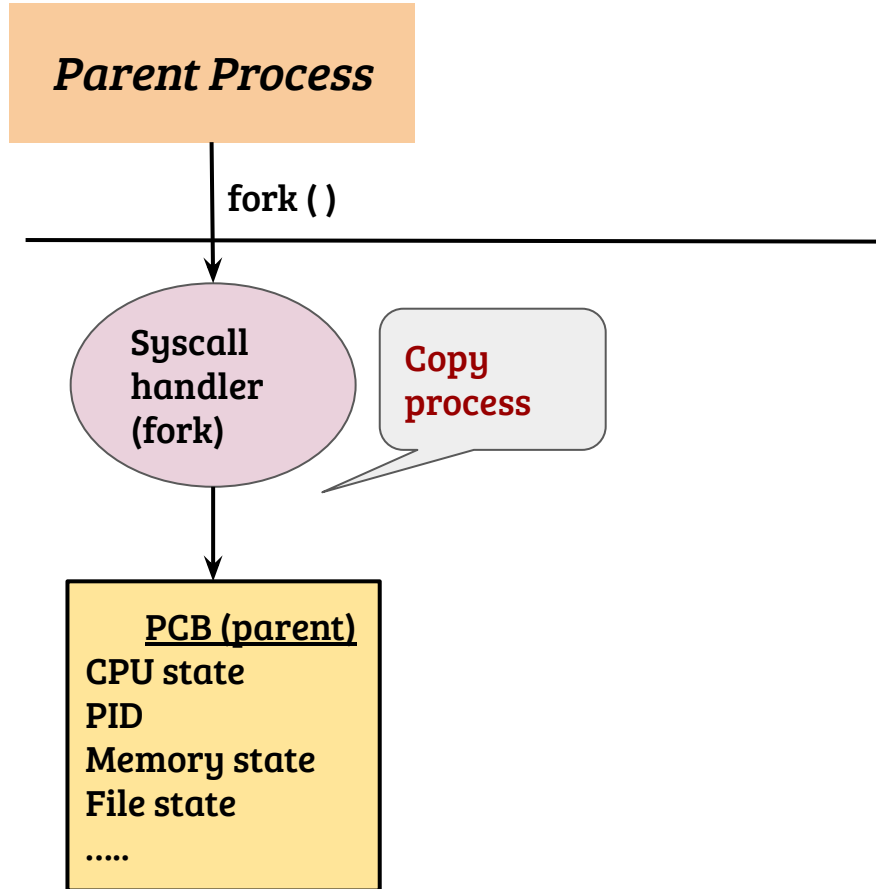 Parent Process
fork ( )
Syscall
handler
(fork)
Copy
process
PCB (parent)
CPU state
PID
Memory state
File state
.....